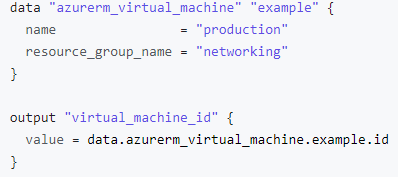 data "azurerm_virtual_machine" "example" {
  name                = "production"
  resource_group_name = "networking"
}

output "virtual_machine_id" {
  value = data.azurerm_virtual_machine.example.id
}